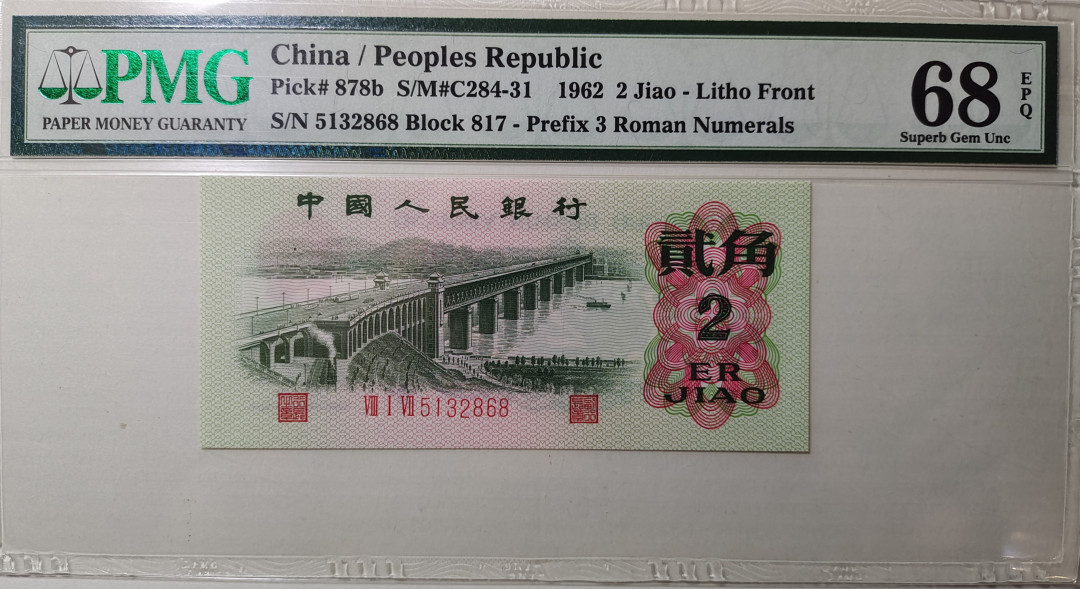 PMG
PAPER MONEY GUARANTY
China / Peoples Republic
Pick# 878b S/M#C284-31 1962 2 Jiao - Litho Front
S/N 5132868 Block 817 - Prefix 3 Roman Numerals
68
EPQ
Superb Gem Unc
中國人民銀行
貳角
2
ER
JIAO
VIII I VII 5132868
PMG